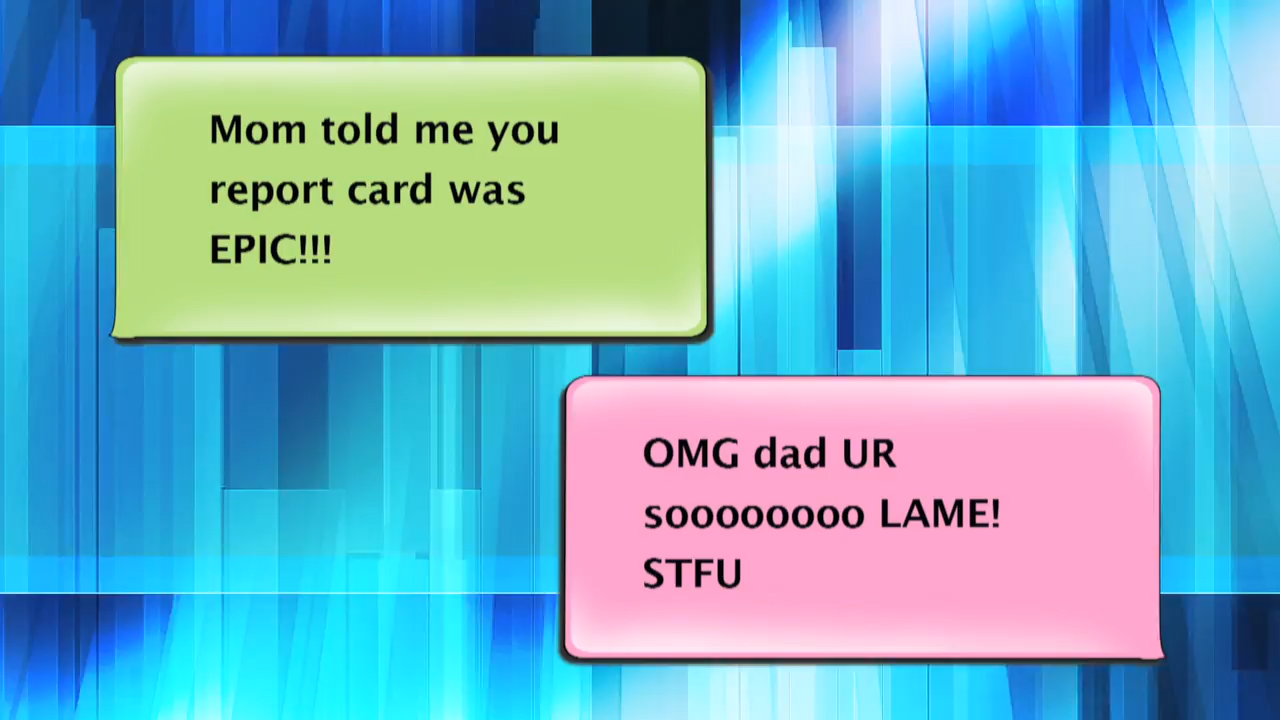 Mom told me you
report card was
EPIC!!!
OMG dad UR
sooooooooo LAME!
STFU